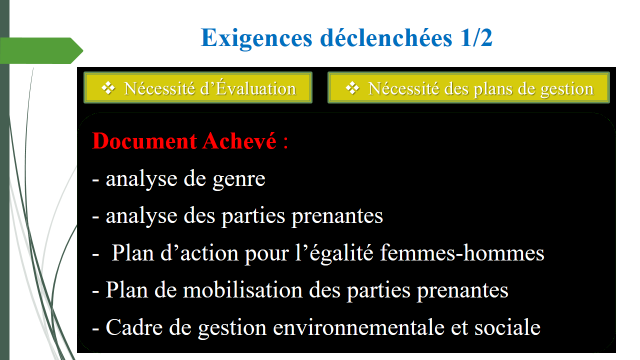 Exigences déclenchées 1/2
❖ Nécessité d'Évaluation
❖ Nécessité des plans de gestion
Document Achevé :
- analyse de genre
- analyse des parties prenantes
- Plan d'action pour l'égalité femmes-hommes
- Plan de mobilisation des parties prenantes
- Cadre de gestion environnementale et sociale